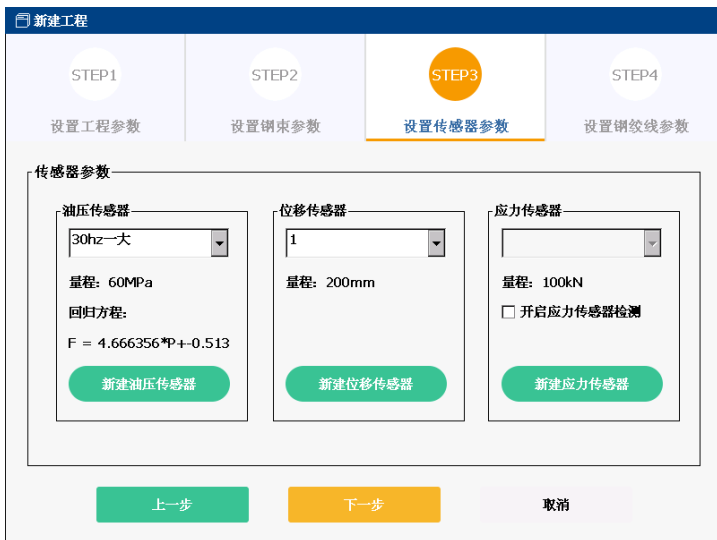 新建工程
STEP1
STEP2
STEP3
STEP4
设置工程参数
设置钢束参数
设置传感器参数
设置钢绞线参数
传感器参数
油压传感器
30hz一大
量程: 60MPa
回归方程:
F = 4.666356*P+-0.513
新建油压传感器
位移传感器
1
量程: 200mm
新建位移传感器
应力传感器
量程: 100kN
开启应力传感器检测
新建应力传感器
上一步
下一步
取消